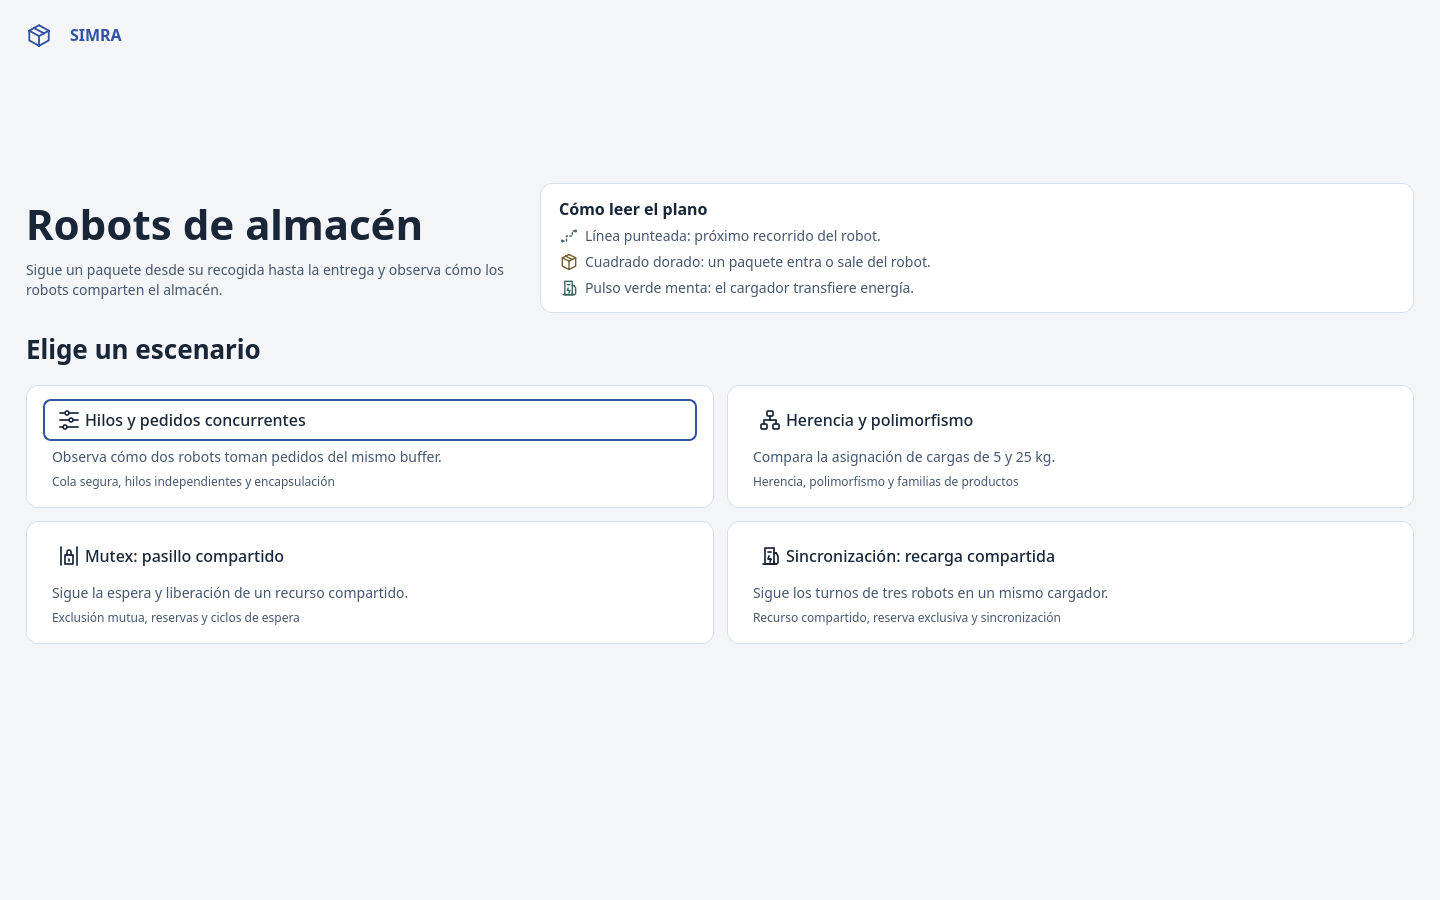 SIMRA
Robots de almacén
Sigue un paquete desde su recogida hasta la entrega y observa cómo los
robots comparten el almacén.
Cómo leer el plano
Línea punteada: próximo recorrido del robot.
Cuadrado dorado: un paquete entra o sale del robot.
Pulso verde menta: el cargador transfiere energía.
Elige un escenario
Hilos y pedidos concurrentes
Observa cómo dos robots toman pedidos del mismo buffer.
Cola segura, hilos independientes y encapsulación
Herencia y polimorfismo
Compara la asignación de cargas de 5 y 25 kg.
Herencia, polimorfismo y familias de productos
Mutex: pasillo compartido
Sigue la espera y liberación de un recurso compartido.
Exclusión mutua, reservas y ciclos de espera
Sincronización: recarga compartida
Sigue los turnos de tres robots en un mismo cargador.
Recurso compartido, reserva exclusiva y sincronización